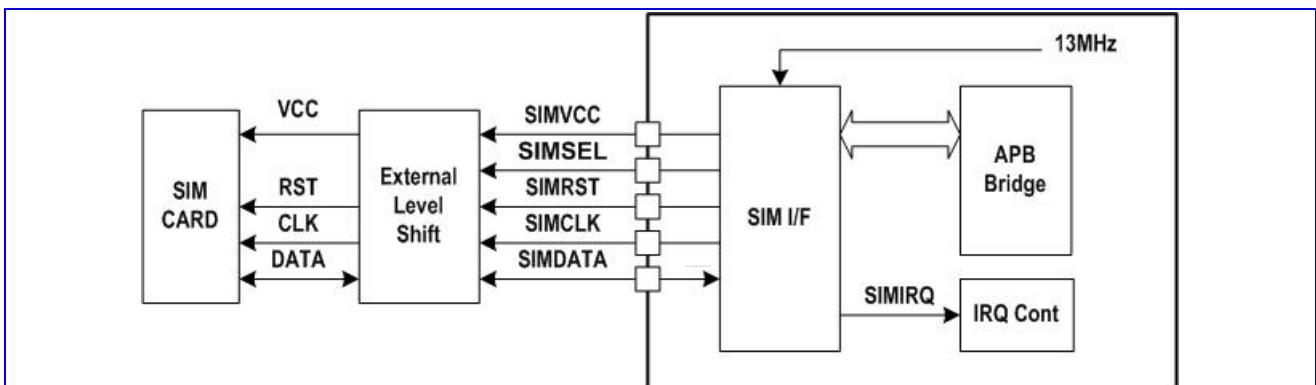 13MHz
VCC
SIMVCC
SIMSEL
RST
SIMRST
CLK
SIMCLK
DATA
SIMDATA
SIM
CARD
External
Level
Shift
SIM I/F
APB
Bridge
SIMIRQ
IRQ Cont